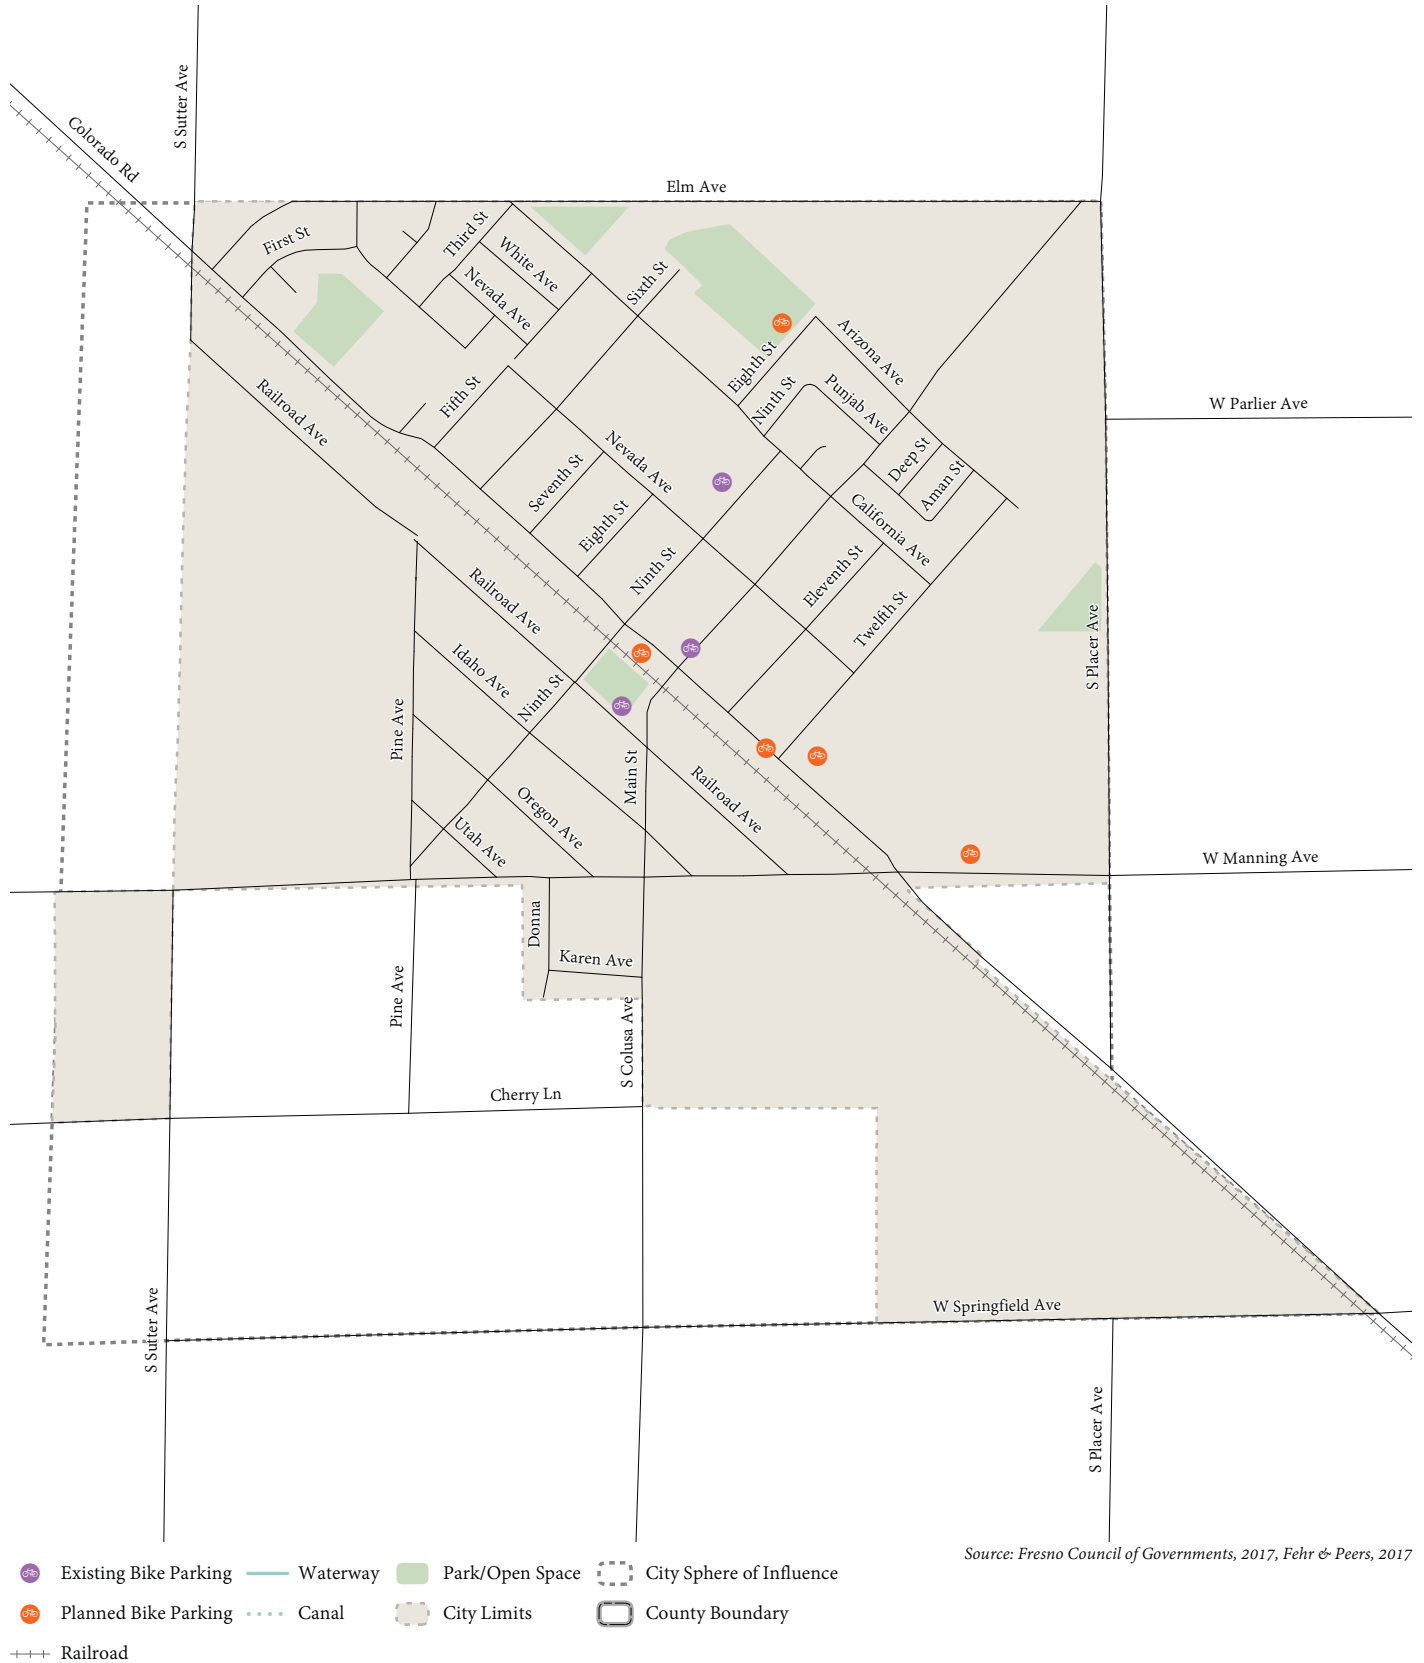 S Sutter Ave
Colorado Rd
Elm Ave
First St
Third St
White Ave
Nevada Ave
Sixth St
Arizona Ave
Eighth St
Ninth St
Punjab Ave
W Parlier Ave
Railroad Ave
Fifth St
Nevada Ave
Deep St
Aman St
Seventh St
Eighth St
California Ave
Ninth St
Eleventh St
Twelfth St
Railroad Ave
S Placer Ave
Idaho Ave
Ninth St
Pine Ave
Main St
Railroad Ave
Oregon Ave
Utah Ave
W Manning Ave
Donna
Karen Ave
Pine Ave
S Colusa Ave
Cherry Ln
W Springfield Ave
S Sutter Ave
S Placer Ave
Source: Fresno Council of Governments, 2017, Fehr & Peers, 2017
Existing Bike Parking
Waterway
Park/Open Space
City Sphere of Influence
Planned Bike Parking
Canal
City Limits
County Boundary
Railroad